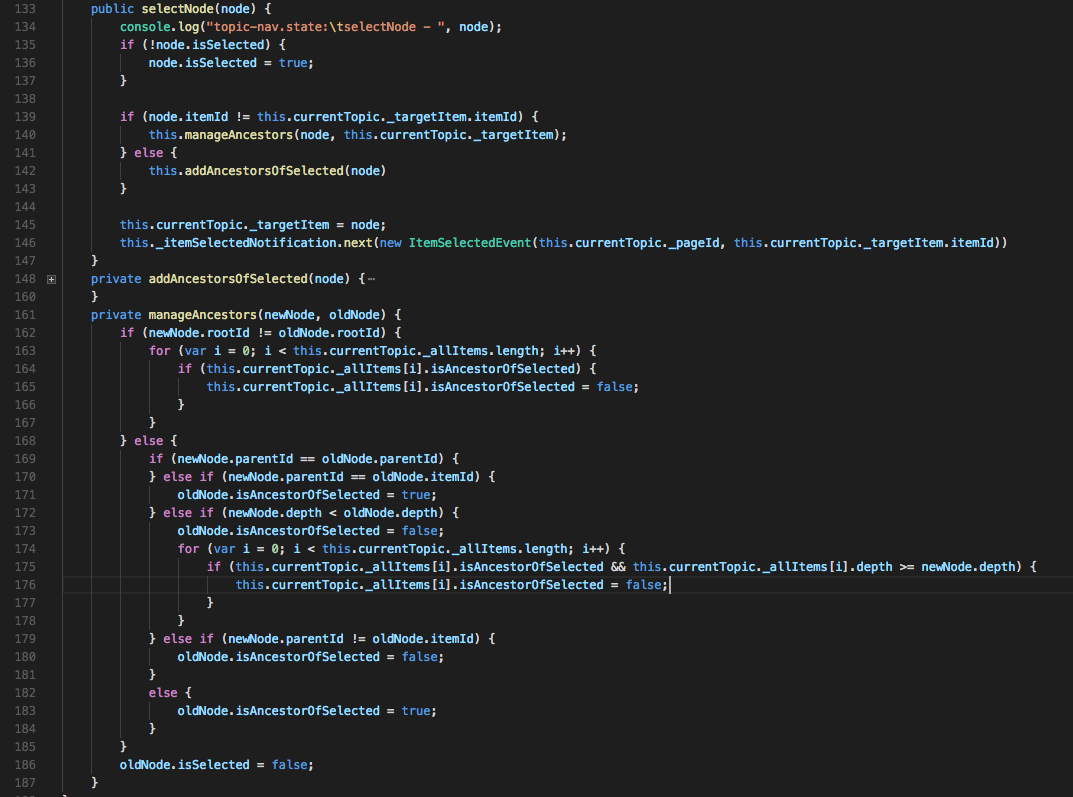 133 public selectNode(node) {
134 console.log("topic-nav.state:\tselectNode - ", node);
135 if (!node.isSelected) {
136 node.isSelected = true;
137 }
138
139 if (node.itemId != this.currentTopic._targetItem.itemId) {
140 this.manageAncestors(node, this.currentTopic._targetItem);
141 } else {
142 this.addAncestorsOfSelected(node)
143 }
144
145 this.currentTopic._targetItem = node;
146 this._itemSelectedNotification.next(new ItemSelectedEvent(this.currentTopic._pageId, this.currentTopic._targetItem.itemId))
147 }
148 private addAncestorsOfSelected(node) {…
160 }
161 private manageAncestors(newNode, oldNode) {
162 if (newNode.rootId != oldNode.rootId) {
163 for (var i = 0; i < this.currentTopic._allItems.length; i++) {
164 if (this.currentTopic._allItems[i].isAncestorOfSelected) {
165 this.currentTopic._allItems[i].isAncestorOfSelected = false;
166 }
167 }
168 } else {
169 if (newNode.parentId == oldNode.parentId) {
170 } else if (newNode.parentId == oldNode.itemId) {
171 oldNode.isAncestorOfSelected = true;
172 } else if (newNode.depth < oldNode.depth) {
173 oldNode.isAncestorOfSelected = false;
174 for (var i = 0; i < this.currentTopic._allItems.length; i++) {
175 if (this.currentTopic._allItems[i].isAncestorOfSelected && this.currentTopic._allItems[i].depth >= newNode.depth) {
176 this.currentTopic._allItems[i].isAncestorOfSelected = false;
177 }
178 }
179 } else if (newNode.parentId != oldNode.itemId) {
180 oldNode.isAncestorOfSelected = false;
181 }
182 else {
183 oldNode.isAncestorOfSelected = true;
184 }
185 }
186 oldNode.isSelected = false;
187 }